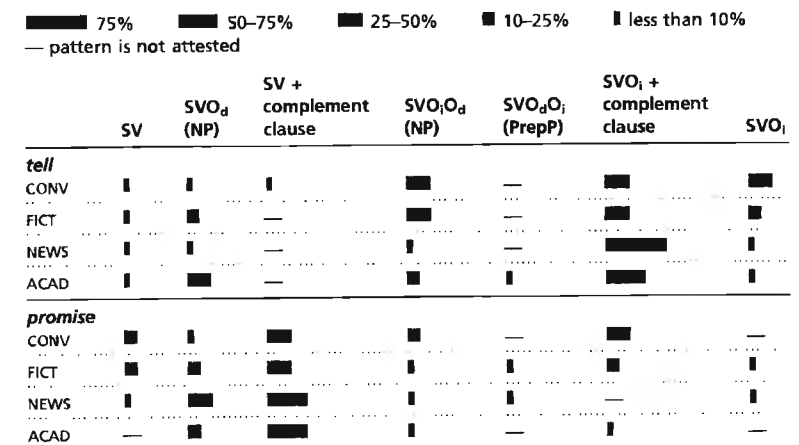 75% 50–75% 25–50% 10–25% less than 10%
— pattern is not attested
SV SVOd (NP) SV + complement clause SVOiOd (NP) SVOdOi (PrepP) SVOi + complement clause SVOi
tell
CONV
— 
FICT
— —
NEWS
— —
ACAD
—
promise
CONV
— —
FICT
NEWS
—
ACAD
— — —